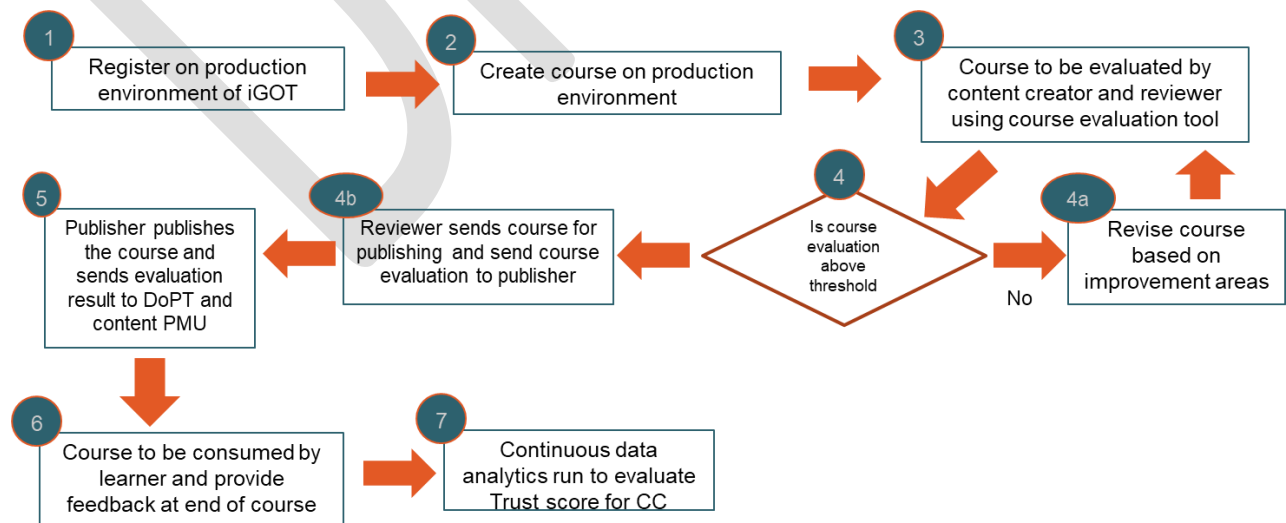 1
Register on production
environment of iGOT
2
Create course on production
environment
3
Course to be evaluated by
content creator and reviewer
using course evaluation tool
4
Is course
evaluation
above
threshold
No
4a
Revise course
based on
improvement areas
4b
Reviewer sends course for
publishing and send course
evaluation to publisher
5
Publisher publishes
the course and
sends evaluation
result to DoPT and
content PMU
6
Course to be consumed by
learner and provide
feedback at end of course
7
Continuous data
analytics run to evaluate
Trust score for CC